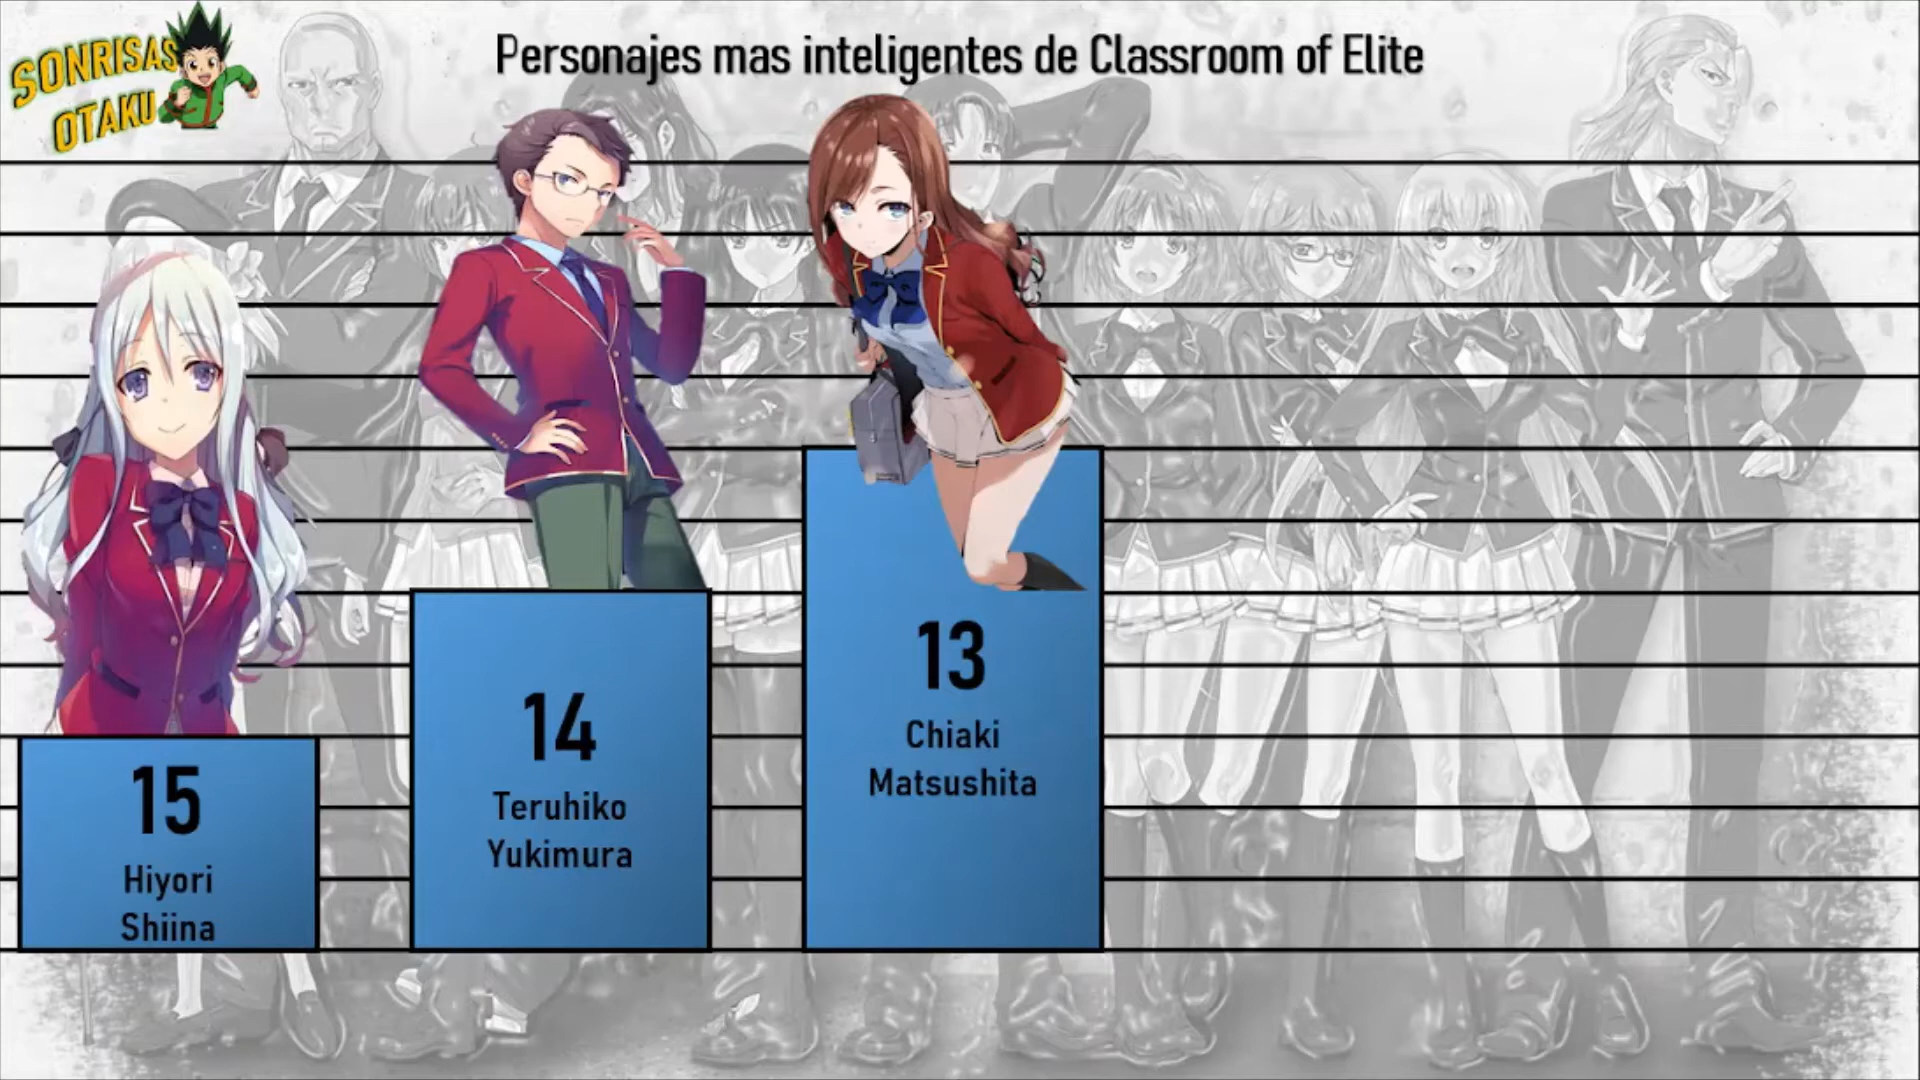 SONRISAS
OTAKU
Personajes mas inteligentes de Classroom of Elite
15
Hiyori
Shiina
14
Teruhiko
Yukimura
13
Chiaki
Matsushita